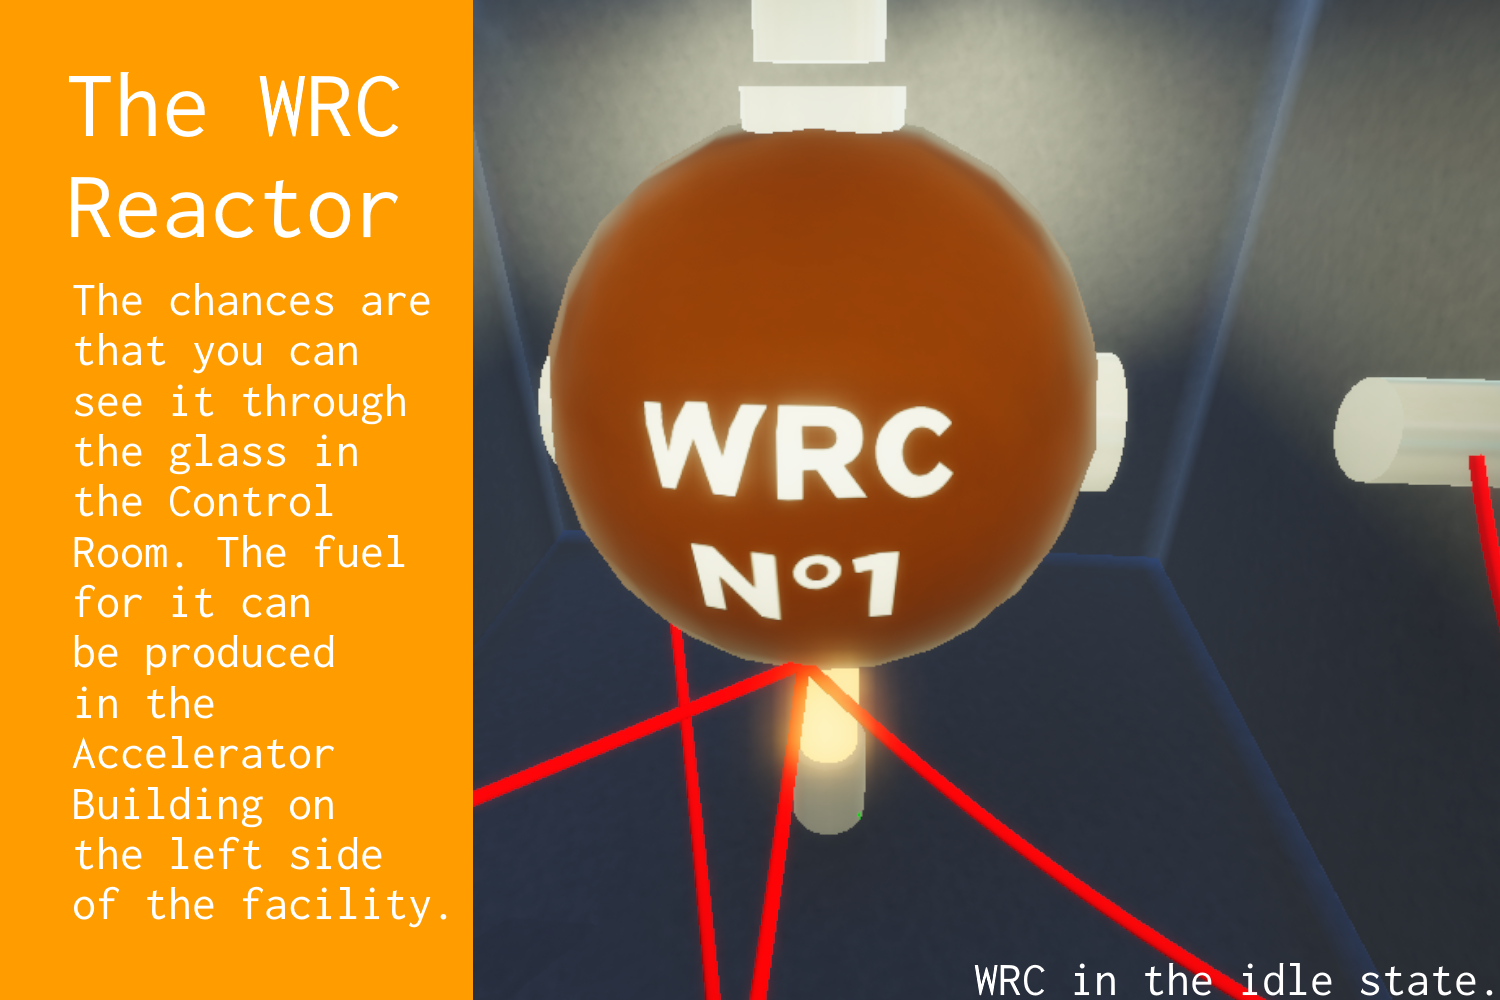 The WRC
Reactor
The chances are
that you can
see it through
the glass in
the Control
Room. The fuel
for it can
be produced
in the
Accelerator
Building on
the left side
of the facility.
WRC
Nº1
WRC in the idle state.